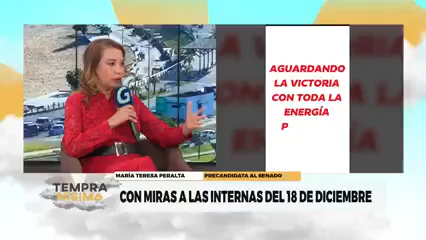 AGUARDANDO
LA VICTORIA
CON TODA LA
ENERGÍA
P
G
MARÍA TERESA PERALTA
PRECANDIDATA AL SENADO
TEMPRA
NÍSIMO
CON MIRAS A LAS INTERNAS DEL 18 DE DICIEMBRE